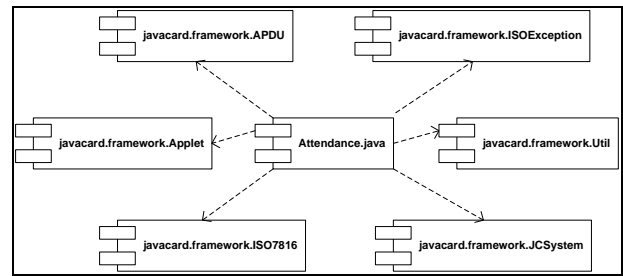 javacard.framework.APDU
javacard.framework.ISOException
javacard.framework.Applet
Attendance.java
javacard.framework.Util
javacard.framework.ISO7816
javacard.framework.JCSystem